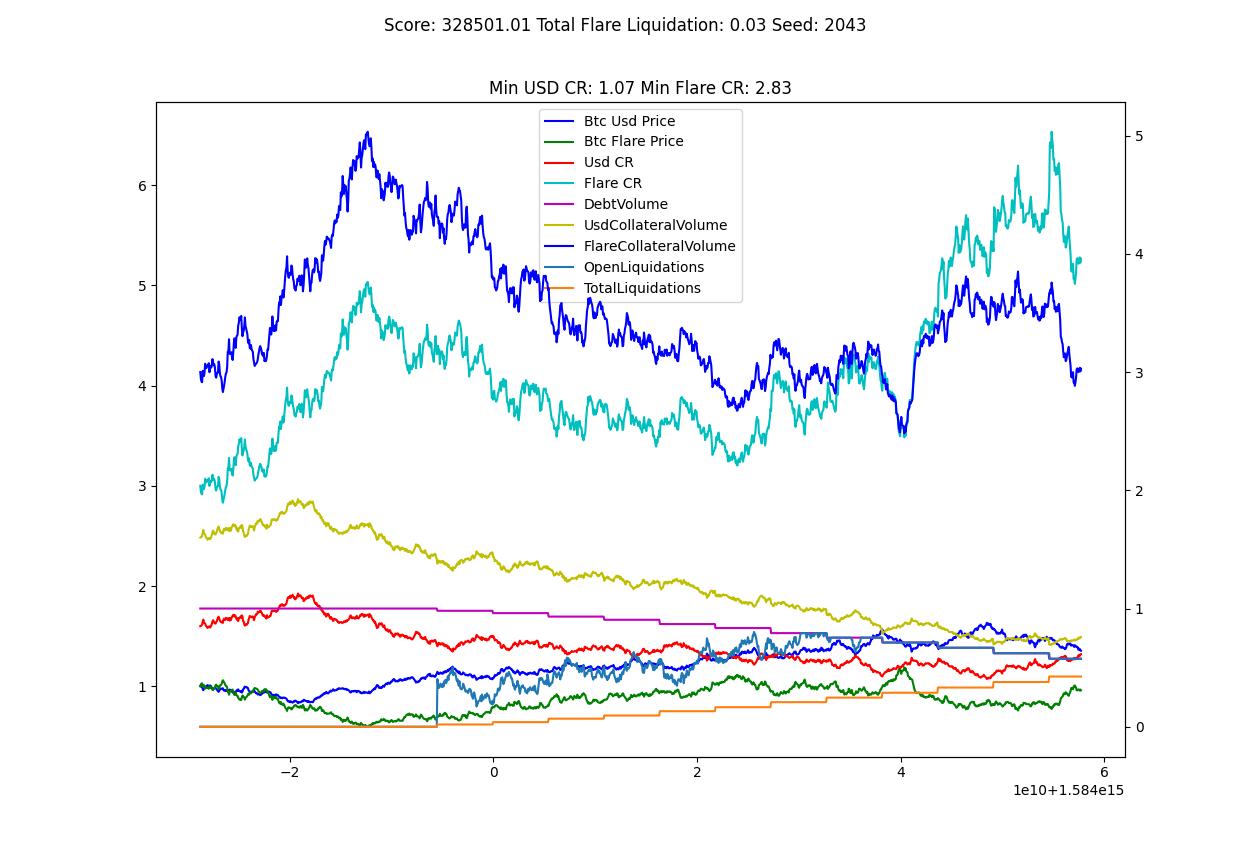 Score: 328501.01 Total Flare Liquidation: 0.03 Seed: 2043
Min USD CR: 1.07 Min Flare CR: 2.83
Btc Usd Price
Btc Flare Price
Usd CR
Flare CR
DebtVolume
UsdCollateralVolume
FlareCollateralVolume
OpenLiquidations
TotalLiquidations
6
5
4
3
2
1
5
4
3
2
1
0
−2
0
2
4
6
1e10+1.584e15